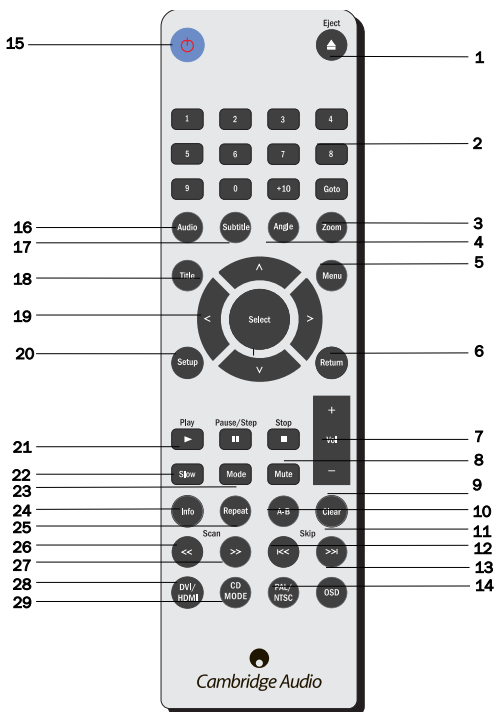 Eject
15
1
1 2 3 4
2
5 6 7 8
9 0 +10 Goto
16 Audio Subtitle Angle Zoom 3
17 4
18 Title Menu 5
19 < ^ > Select v
20 Setup Return 6
Play Pause/Step Stop +
21 Vol 7
8
22 Slow Mode Mute −
23 9
24 Info Repeat A-B Clear 10
25 Scan Skip 11
26 << >> |<< >>| 12
27 13
28 DVI/HDMI CD MODE PAL/NTSC OSD 14
29
Cambridge Audio